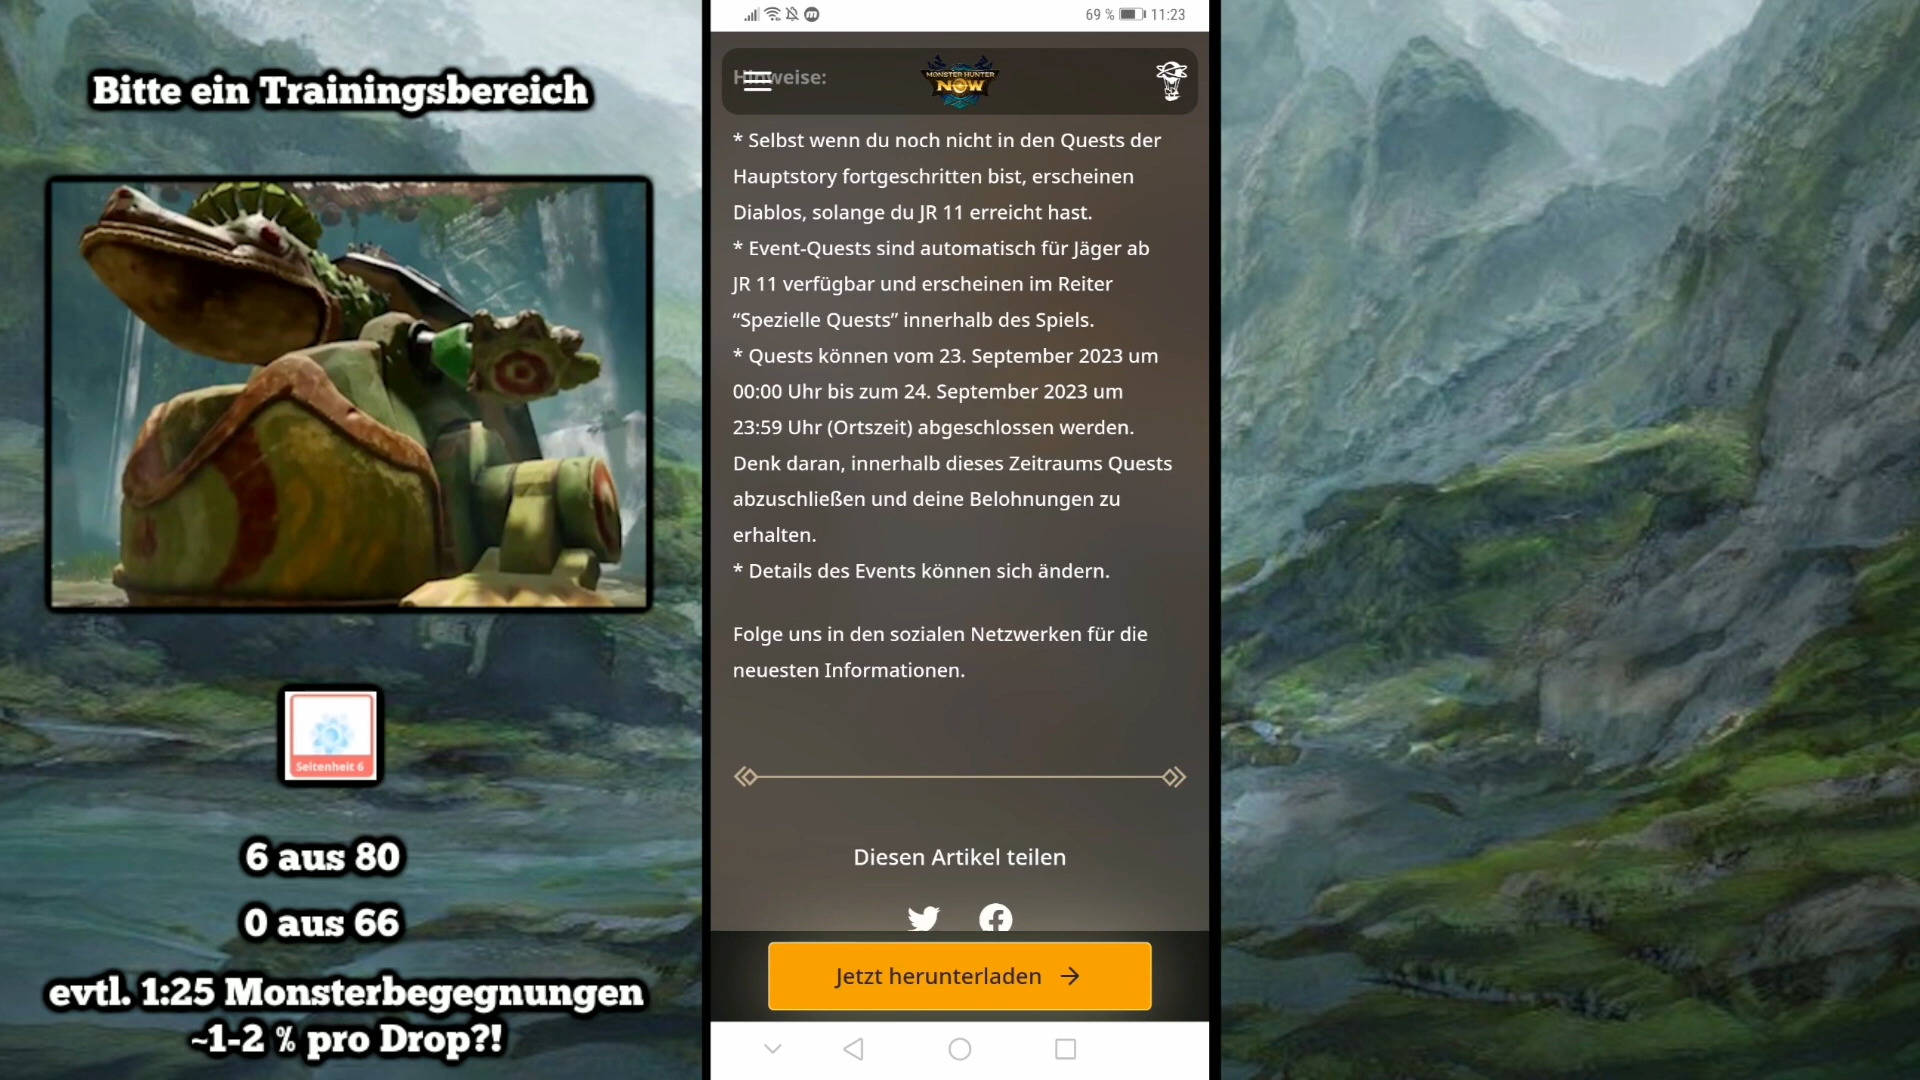 Bitte ein Trainingsbereich
Seltenheit 6
6 aus 80
0 aus 66
evtl. 1:25 Monsterbegegnungen
~1-2 % pro Drop?!
69 % 11:23
Hinweise:
MONSTER HUNTER
NOW
* Selbst wenn du noch nicht in den Quests der
Hauptstory fortgeschritten bist, erscheinen
Diablos, solange du JR 11 erreicht hast.
* Event-Quests sind automatisch für Jäger ab
JR 11 verfügbar und erscheinen im Reiter
“Spezielle Quests” innerhalb des Spiels.
* Quests können vom 23. September 2023 um
00:00 Uhr bis zum 24. September 2023 um
23:59 Uhr (Ortszeit) abgeschlossen werden.
Denk daran, innerhalb dieses Zeitraums Quests
abzuschließen und deine Belohnungen zu
erhalten.
* Details des Events können sich ändern.
Folge uns in den sozialen Netzwerken für die
neuesten Informationen.
Diesen Artikel teilen
Jetzt herunterladen